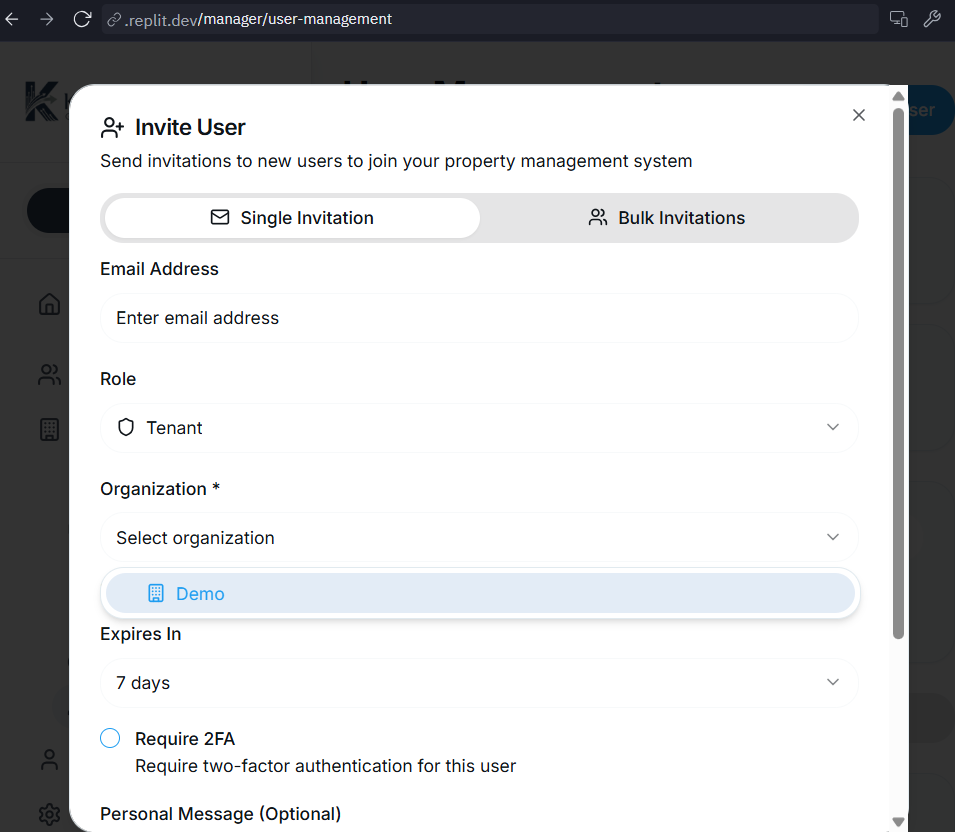 .replit.dev/manager/user-management
ser
Invite User
Send invitations to new users to join your property management system
Single Invitation
Bulk Invitations
Email Address
Enter email address
Role
Tenant
Organization *
Select organization
Demo
Expires In
7 days
Require 2FA
Require two-factor authentication for this user
Personal Message (Optional)